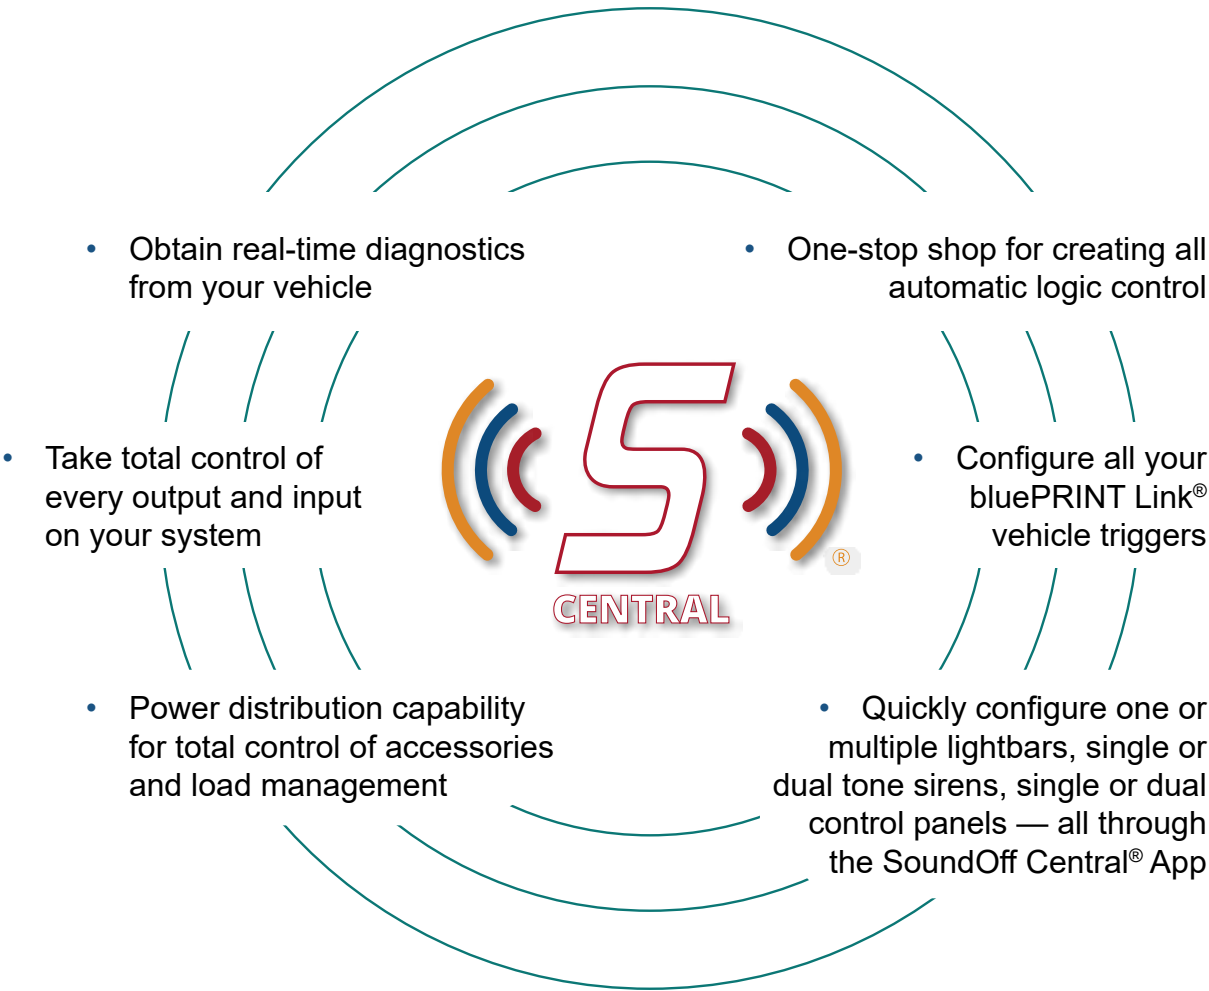 • Obtain real-time diagnostics
from your vehicle
• One-stop shop for creating all
automatic logic control
• Take total control of
every output and input
on your system
S
CENTRAL
®
• Configure all your
bluePRINT Link®
vehicle triggers
• Power distribution capability
for total control of accessories
and load management
• Quickly configure one or
multiple lightbars, single or
dual tone sirens, single or dual
control panels — all through
the SoundOff Central® App